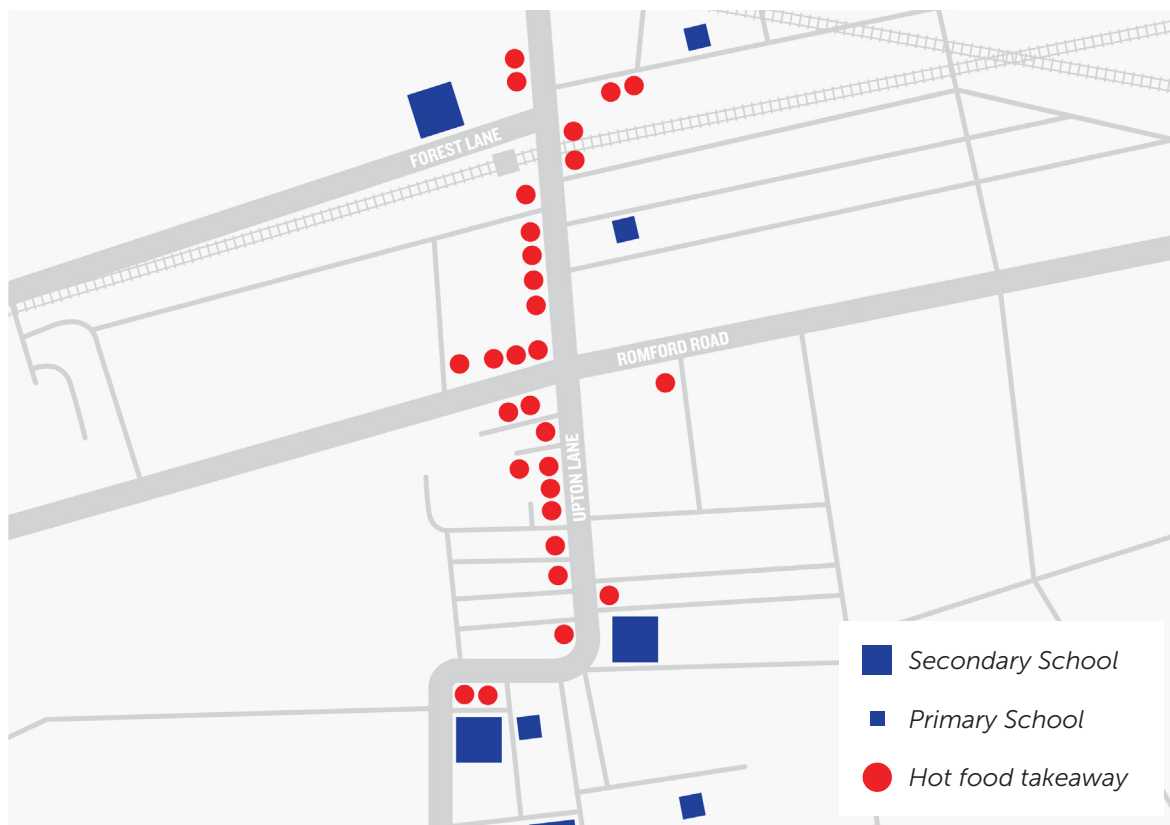 FOREST LANE
ROMFORD ROAD
UPTON LANE
Secondary School
Primary School
Hot food takeaway